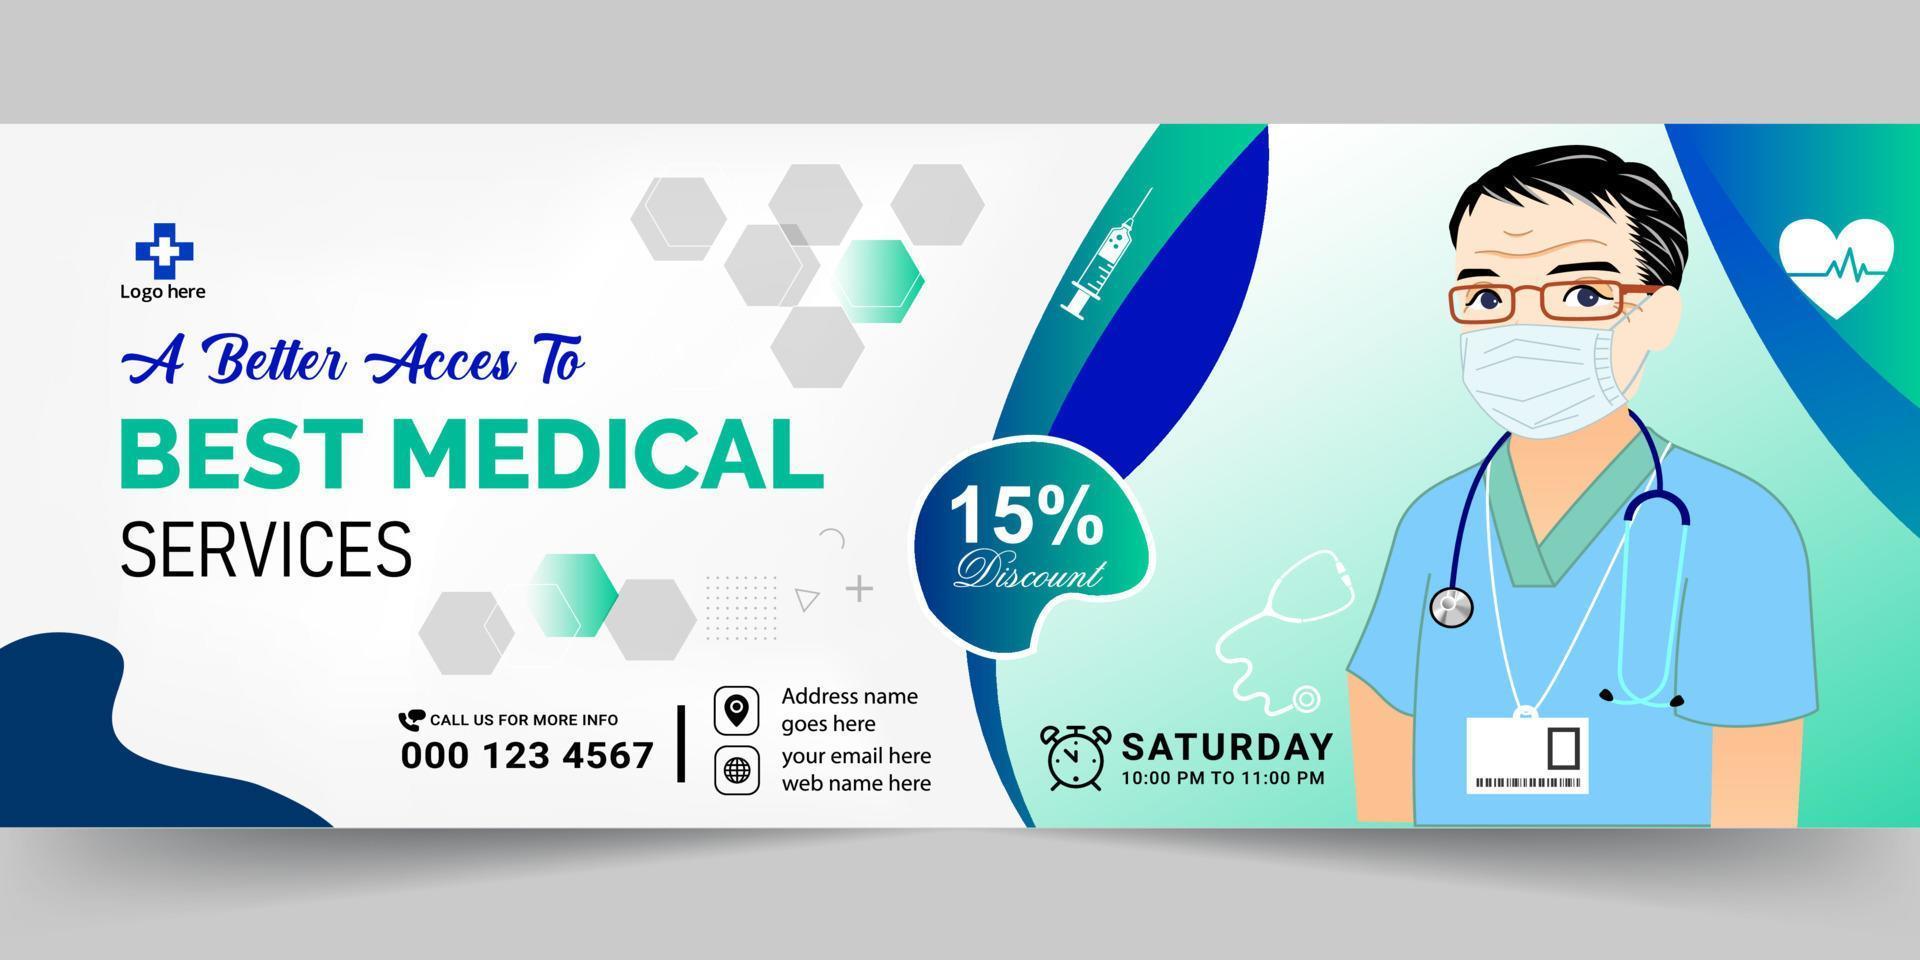 Logo here
A Better Acces To
BEST MEDICAL
SERVICES
15%
Discount
CALL US FOR MORE INFO
000 123 4567
Address name
goes here
your email here
web name here
SATURDAY
10:00 PM TO 11:00 PM